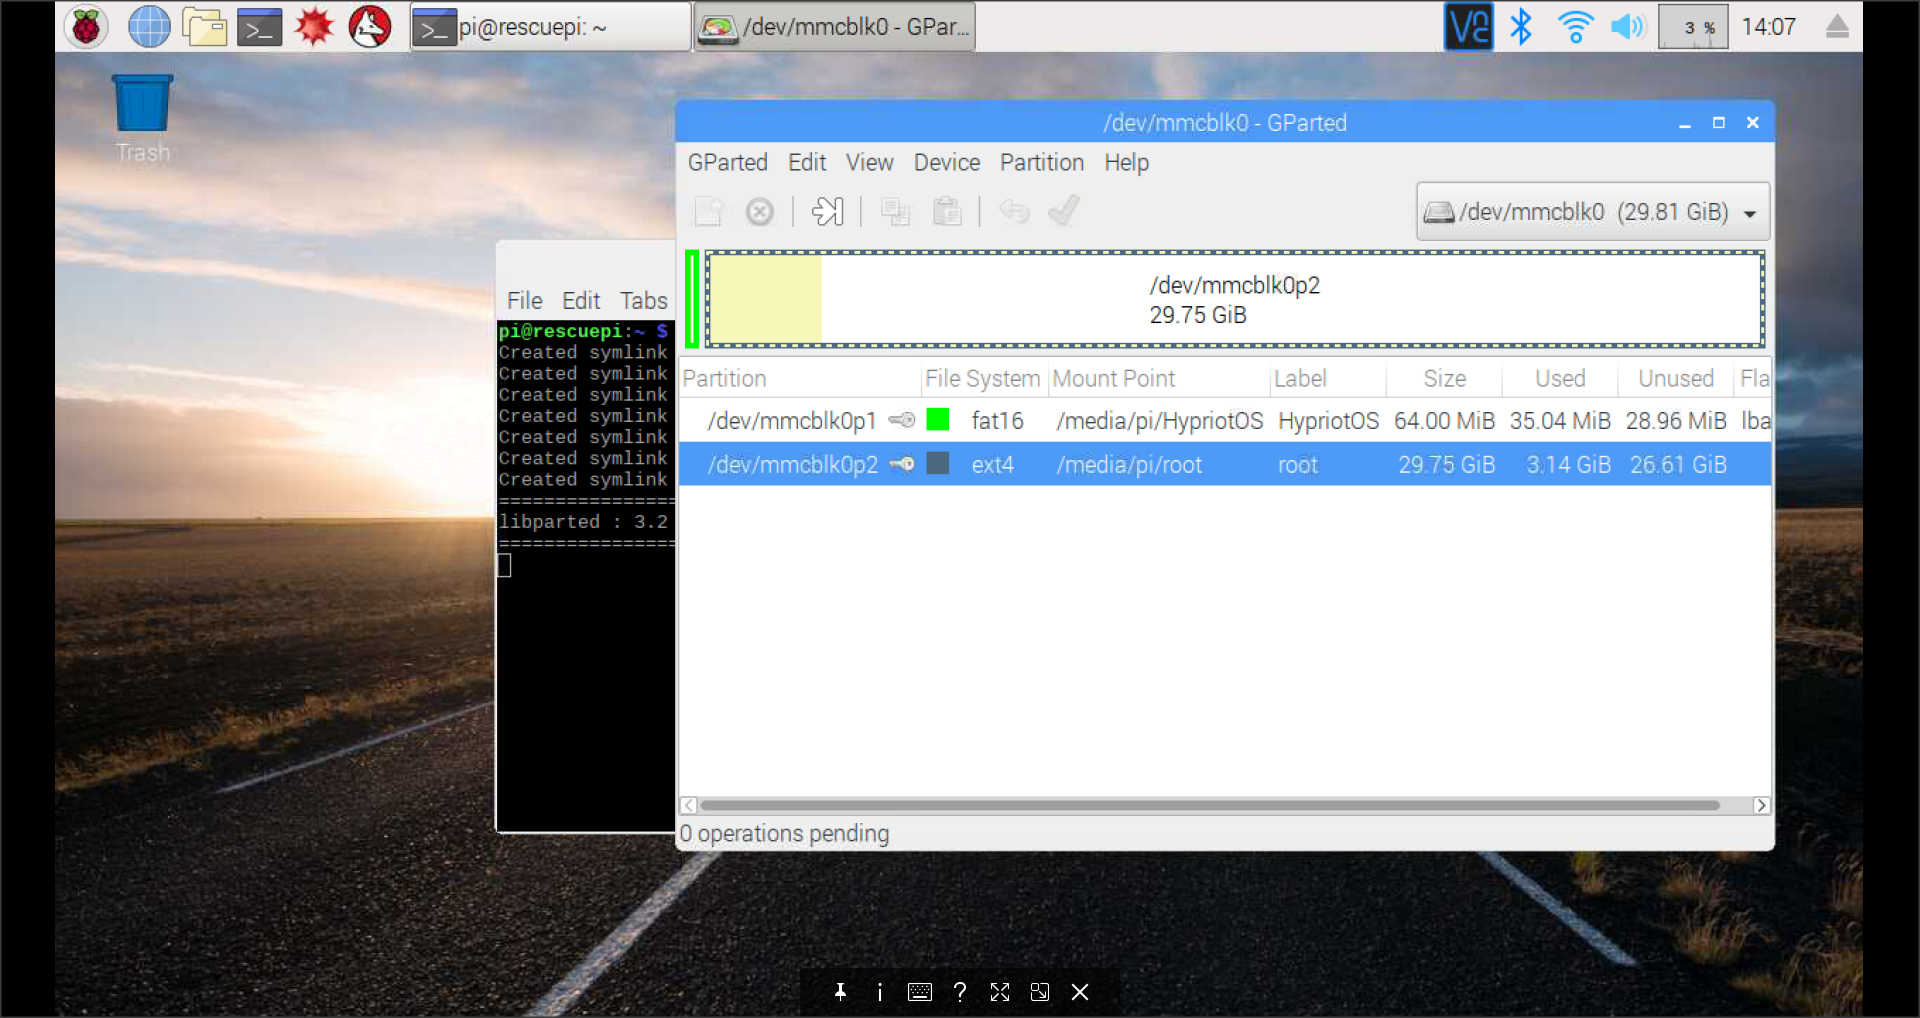 pi@rescuepi: ~
/dev/mmcblk0 - GPar...
3 %
14:07
Trash
/dev/mmcblk0 - GParted
GParted Edit View Device Partition Help
/dev/mmcblk0 (29.81 GiB)
/dev/mmcblk0p2
29.75 GiB
Partition File System Mount Point Label Size Used Unused Fla
/dev/mmcblk0p1 fat16 /media/pi/HypriotOS HypriotOS 64.00 MiB 35.04 MiB 28.96 MiB lba
/dev/mmcblk0p2 ext4 /media/pi/root root 29.75 GiB 3.14 GiB 26.61 GiB
0 operations pending
File Edit Tabs
pi@rescuepi:~ $
Created symlink
Created symlink
Created symlink
Created symlink
Created symlink
Created symlink
Created symlink
================
libparted : 3.2
================